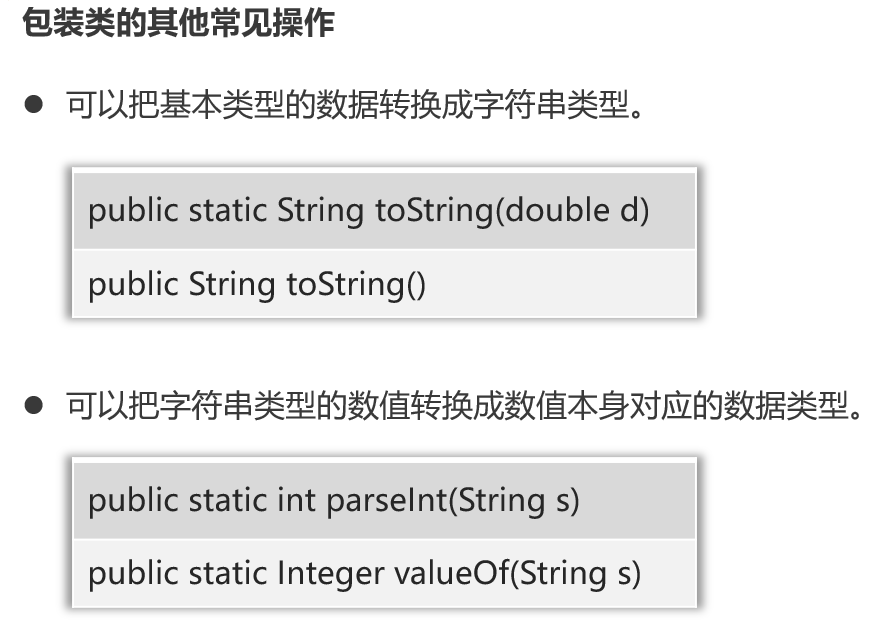 包装类的其他常见操作
● 可以把基本类型的数据转换成字符串类型。
public static String toString(double d)
public String toString()
● 可以把字符串类型的数值转换成数值本身对应的数据类型。
public static int parseInt(String s)
public static Integer valueOf(String s)